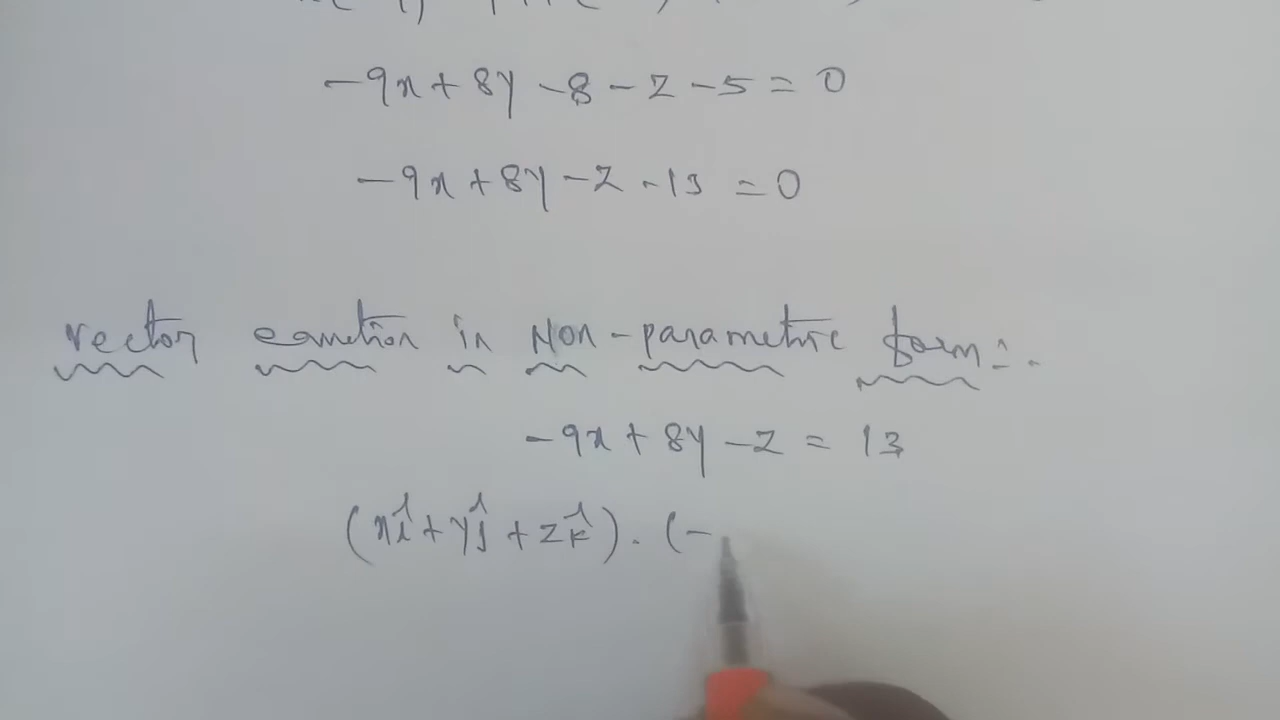 -9x + 8y - 8 - z - 5 = 0
-9x + 8y - z - 13 = 0
vector equation in Non-parametric form:-
-9x + 8y - z = 13
(xî + yĵ + zk̂) . (-